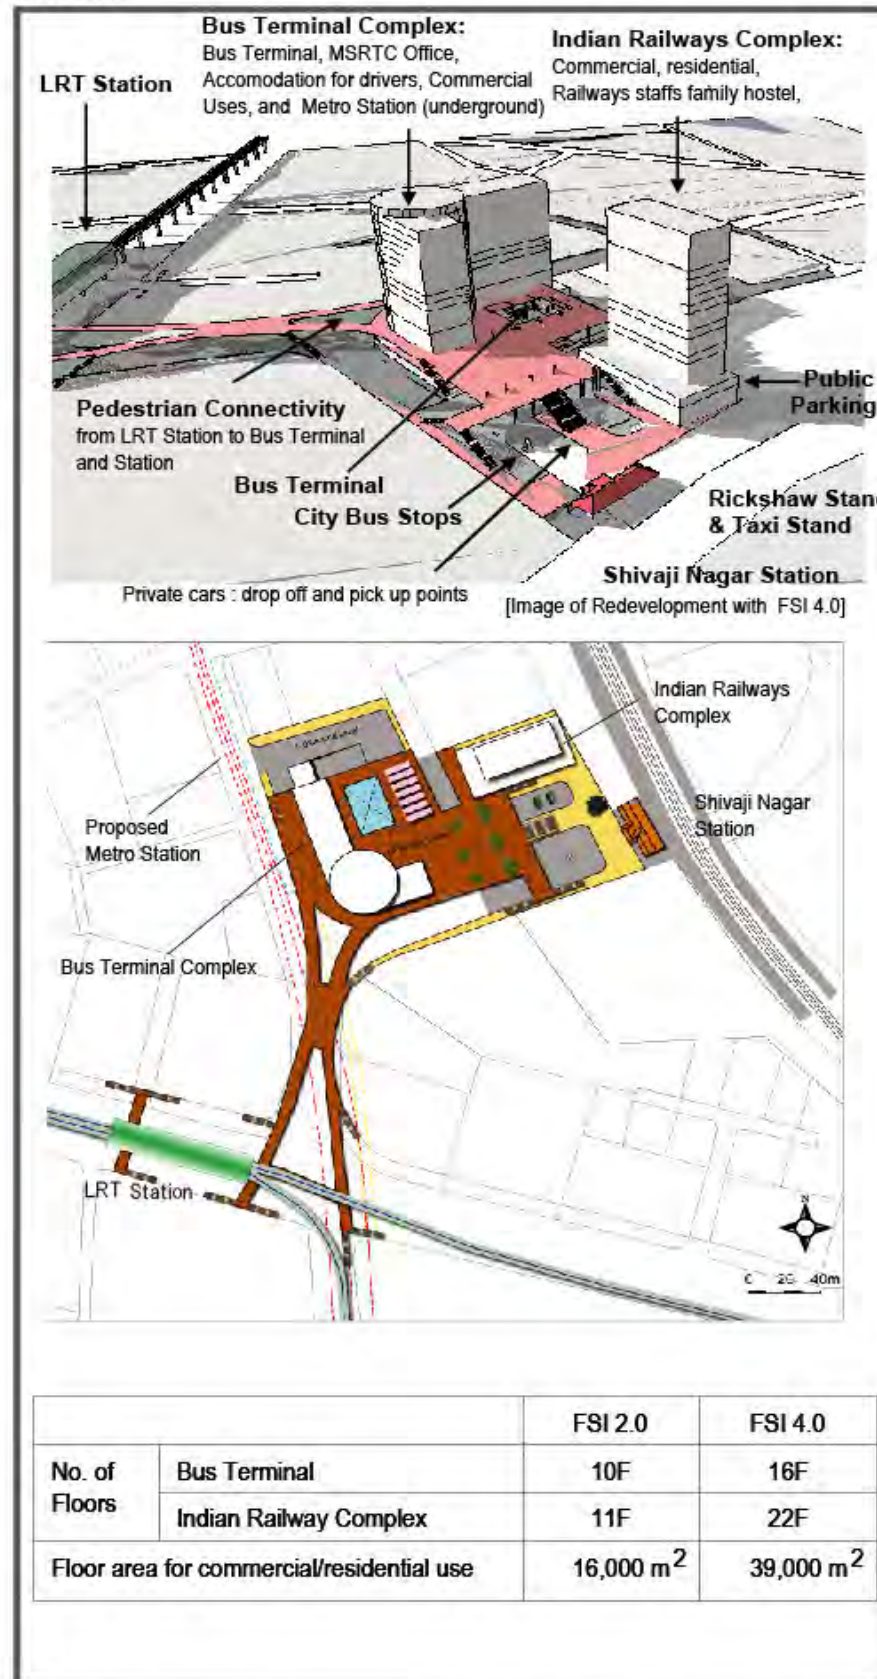 Bus Terminal Complex:
Bus Terminal, MSRTC Office,
Accomodation for drivers, Commercial
Uses, and Metro Station (underground)
Indian Railways Complex:
Commercial, residential,
Railways staffs family hostel,
LRT Station
Pedestrian Connectivity
from LRT Station to Bus Terminal
and Station
Public
Parking
Bus Terminal
City Bus Stops
Rickshaw Stand
& Taxi Stand
Private cars : drop off and pick up points
Shivaji Nagar Station
[Image of Redevelopment with FSI 4.0]
Indian Railways
Complex
Proposed
Metro Station
Shivaji Nagar
Station
Bus Terminal Complex
LRT Station
N
0 20 40m
FSI 2.0 FSI 4.0
No. of Floors Bus Terminal 10F 16F
Indian Railway Complex 11F 22F
Floor area for commercial/residential use 16,000 m² 39,000 m²